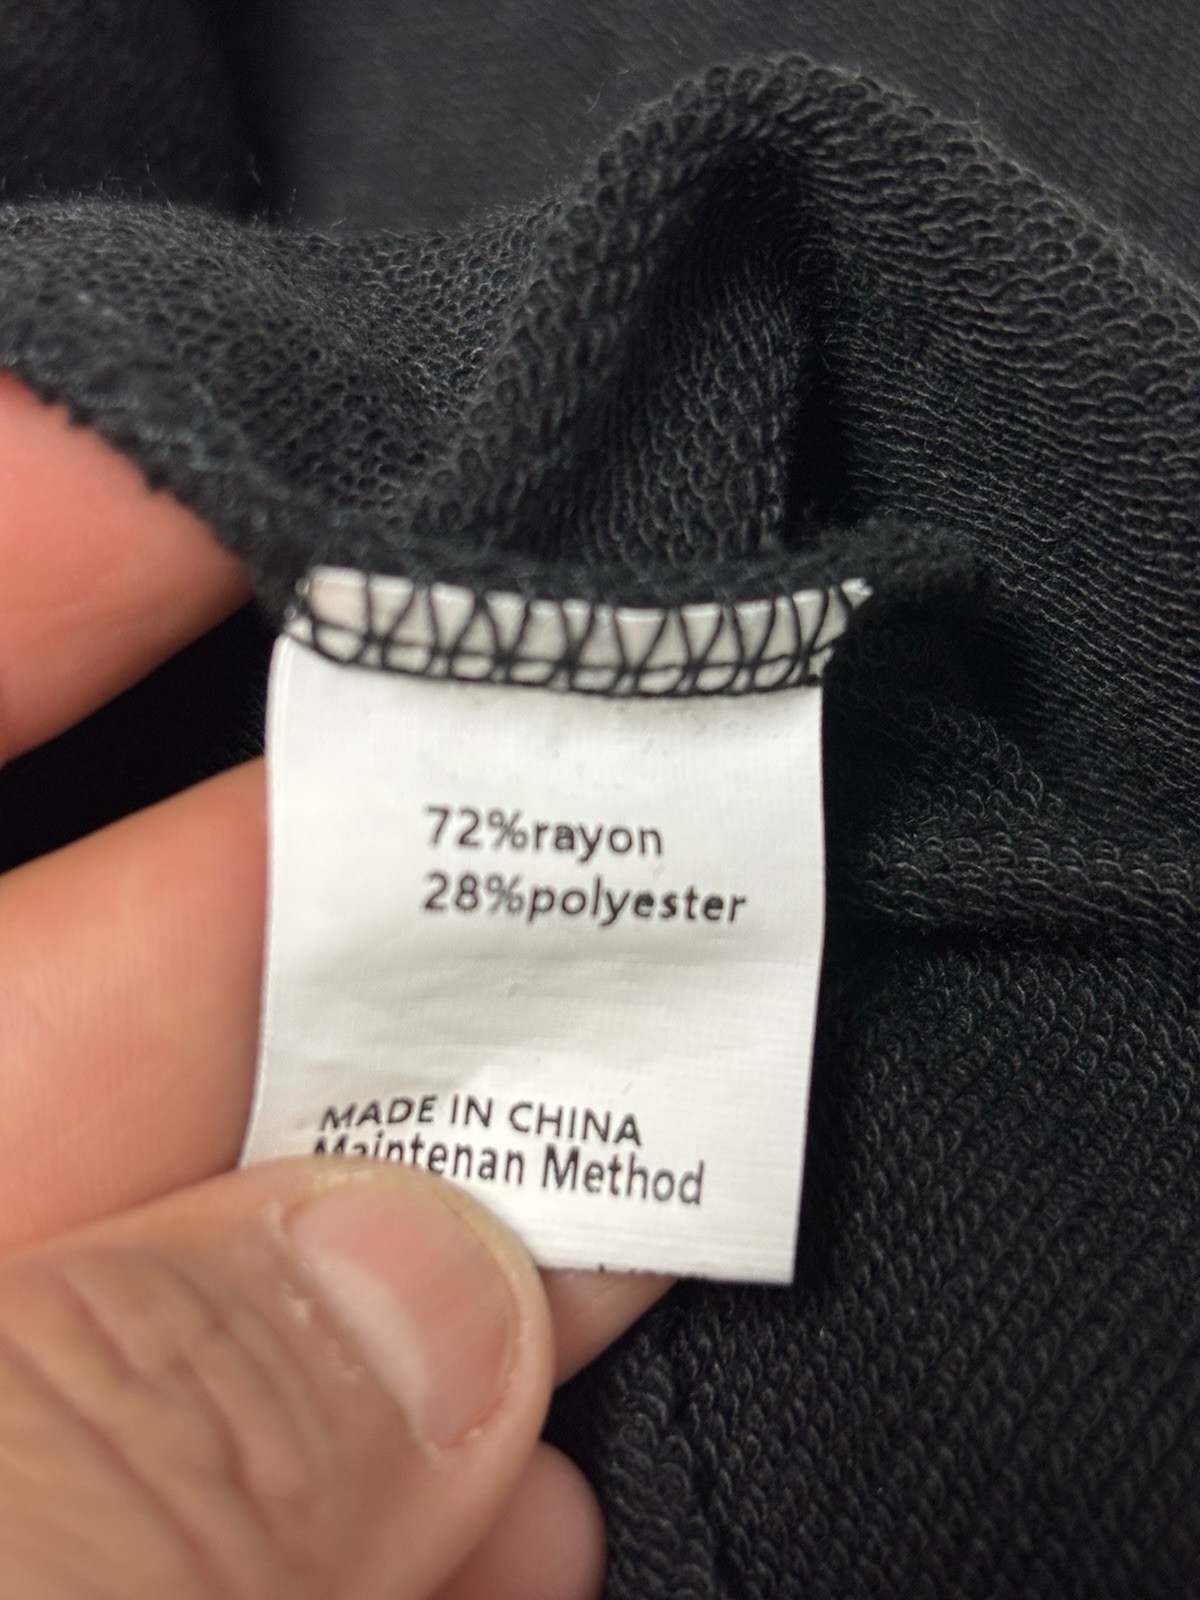 72%rayon
28%polyester
MADE IN CHINA
Maintenan Method